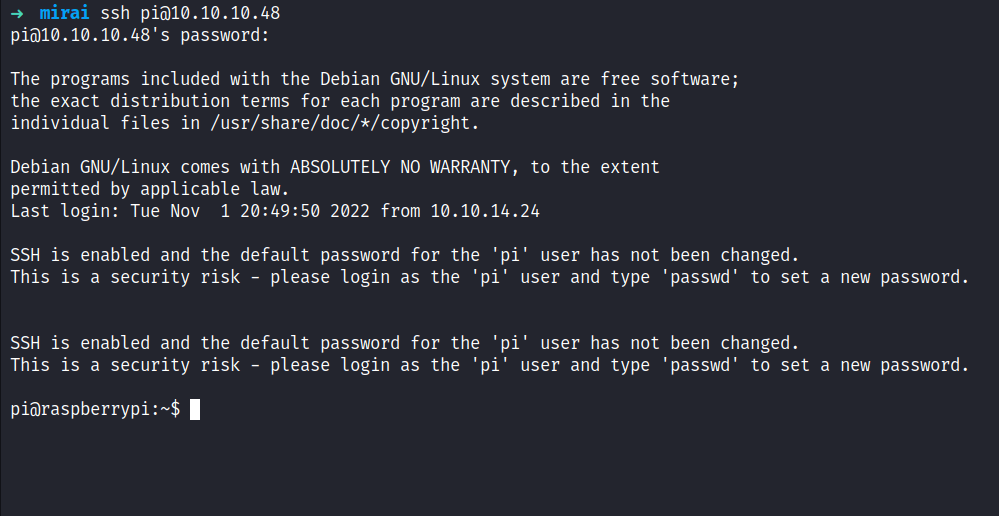 ➜ mirai ssh pi@10.10.10.48
pi@10.10.10.48's password:
The programs included with the Debian GNU/Linux system are free software;
the exact distribution terms for each program are described in the
individual files in /usr/share/doc/*/copyright.
Debian GNU/Linux comes with ABSOLUTELY NO WARRANTY, to the extent
permitted by applicable law.
Last login: Tue Nov  1 20:49:50 2022 from 10.10.14.24
SSH is enabled and the default password for the 'pi' user has not been changed.
This is a security risk - please login as the 'pi' user and type 'passwd' to set a new password.
SSH is enabled and the default password for the 'pi' user has not been changed.
This is a security risk - please login as the 'pi' user and type 'passwd' to set a new password.
pi@raspberrypi:~$